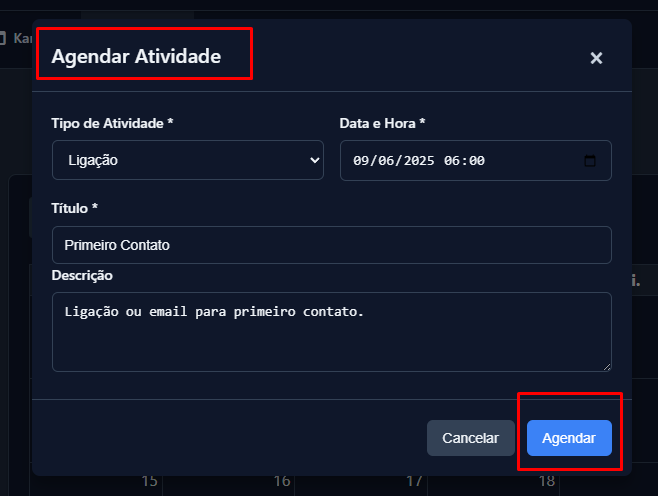 Kan
Agendar Atividade
×
Tipo de Atividade *
Data e Hora *
Ligação
09/06/2025 06:00
Título *
Primeiro Contato
Descrição
i.
Ligação ou email para primeiro contato.
Cancelar
Agendar
15
16
17
18